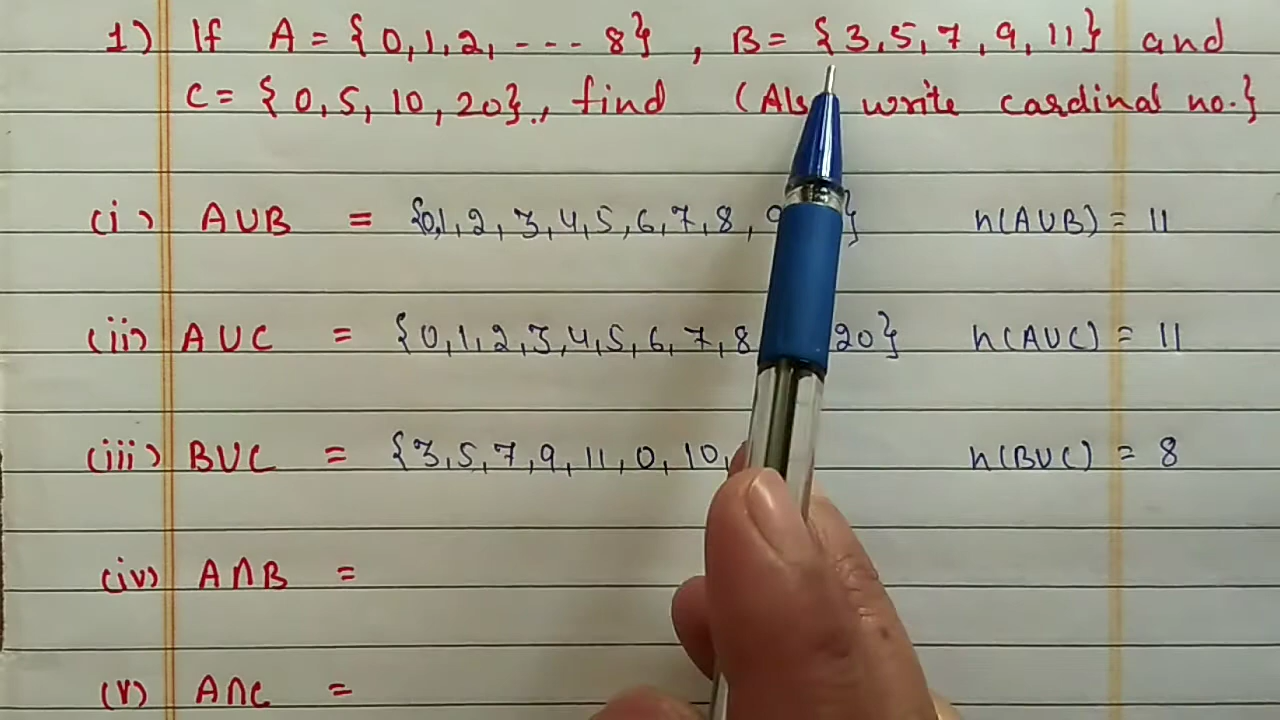 1) If A = {0,1,2, --- 8} , B = {3,5,7,9,11} and
C = {0,5,10,20}., find (Als write cardinal no.}
(i) AUB = {0,1,2,3,4,5,6,7,8, } n(AUB) = 11
(ii) AUC = {0,1,2,3,4,5,6,7,8 20} n(AUC) = 11
(iii) BUC = {3,5,7,9,11,0,10, n(BUC) = 8
(iv) A∩B =
(v) A∩C =